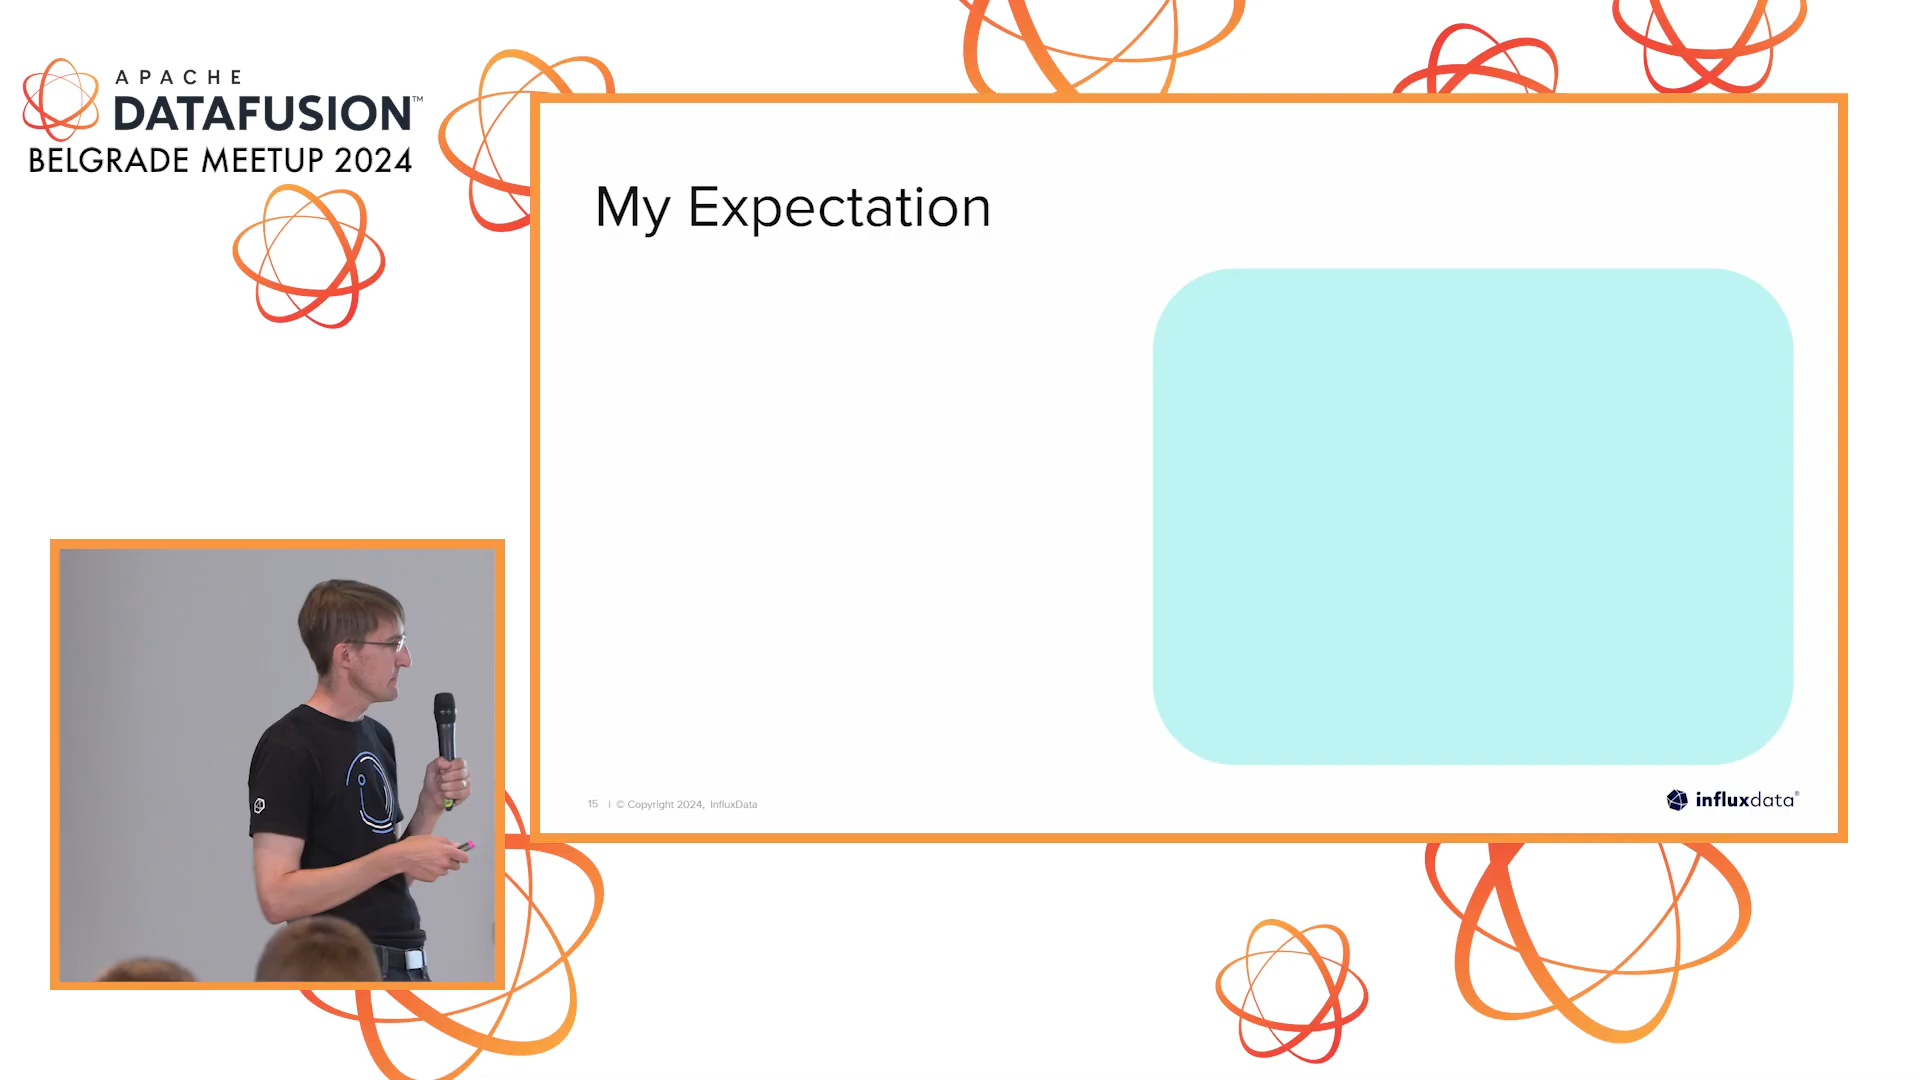 APACHE
DATAFUSION™
BELGRADE MEETUP 2024
My Expectation
15 | © Copyright 2024, InfluxData
influxdata®